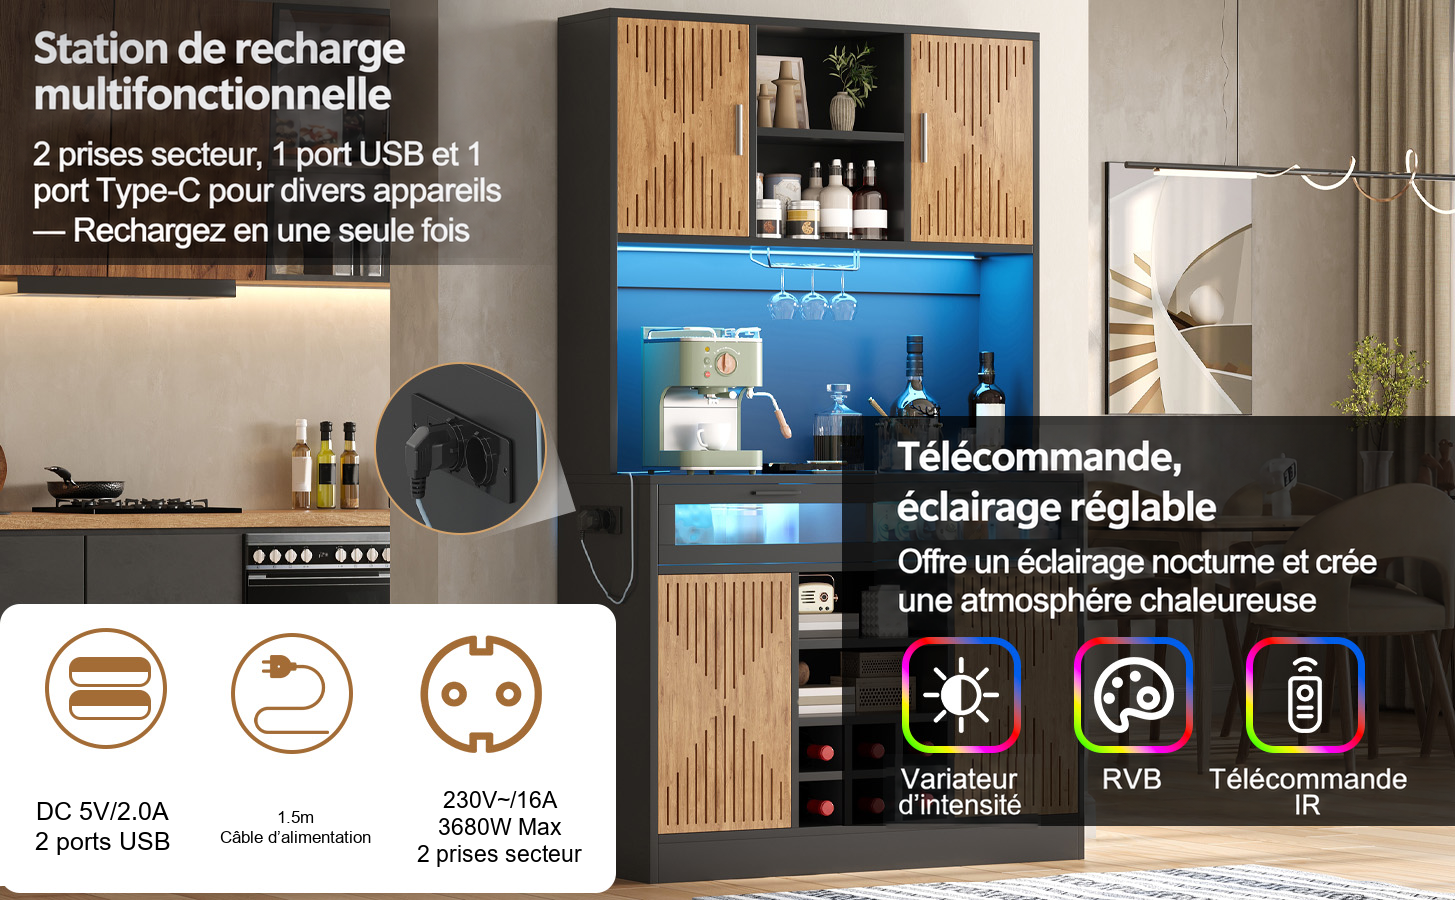 Station de recharge
multifonctionnelle
2 prises secteur, 1 port USB et 1
port Type-C pour divers appareils
— Rechargez en une seule fois
Télécommande,
éclairage réglable
Offre un éclairage nocturne et crée
une atmosphére chaleureuse
Variateur
d'intensité
RVB
Télécommande
IR
DC 5V/2.0A
2 ports USB
1.5m
Câble d'alimentation
230V~/16A
3680W Max
2 prises secteur